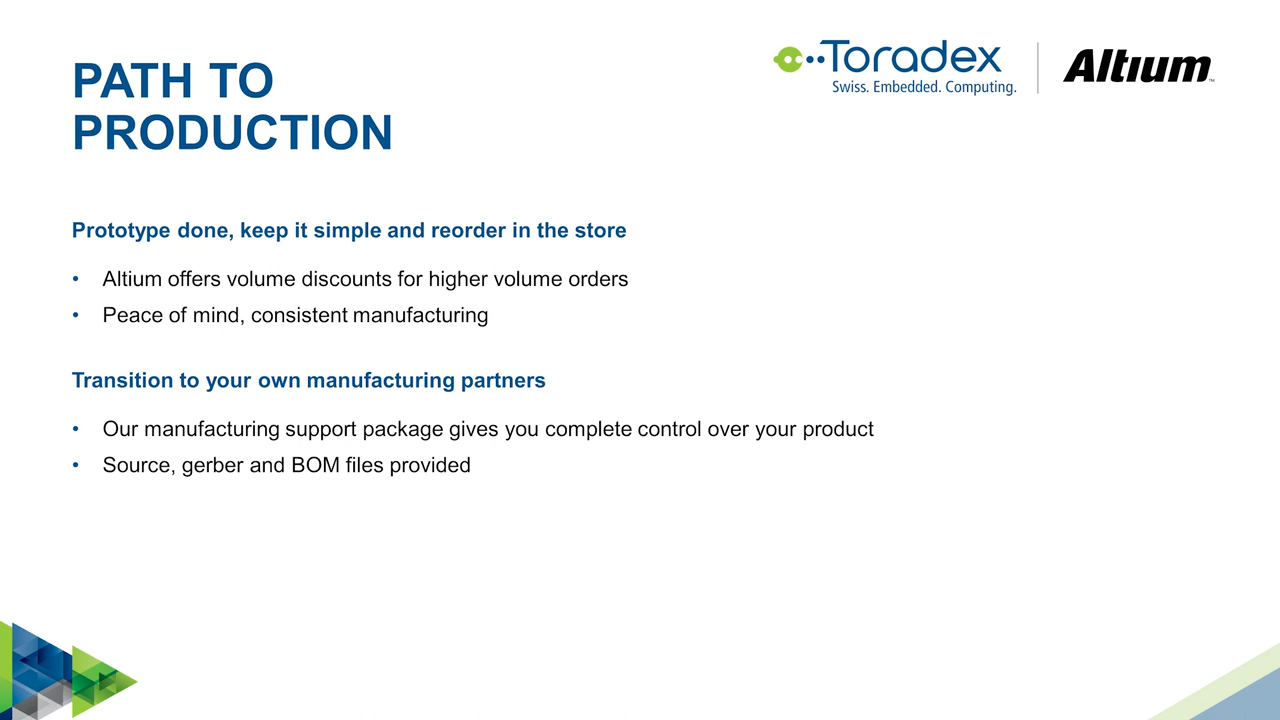 PATH TO
PRODUCTION
Toradex
Swiss. Embedded. Computing.
Altium™
Prototype done, keep it simple and reorder in the store
• Altium offers volume discounts for higher volume orders
• Peace of mind, consistent manufacturing
Transition to your own manufacturing partners
• Our manufacturing support package gives you complete control over your product
• Source, gerber and BOM files provided